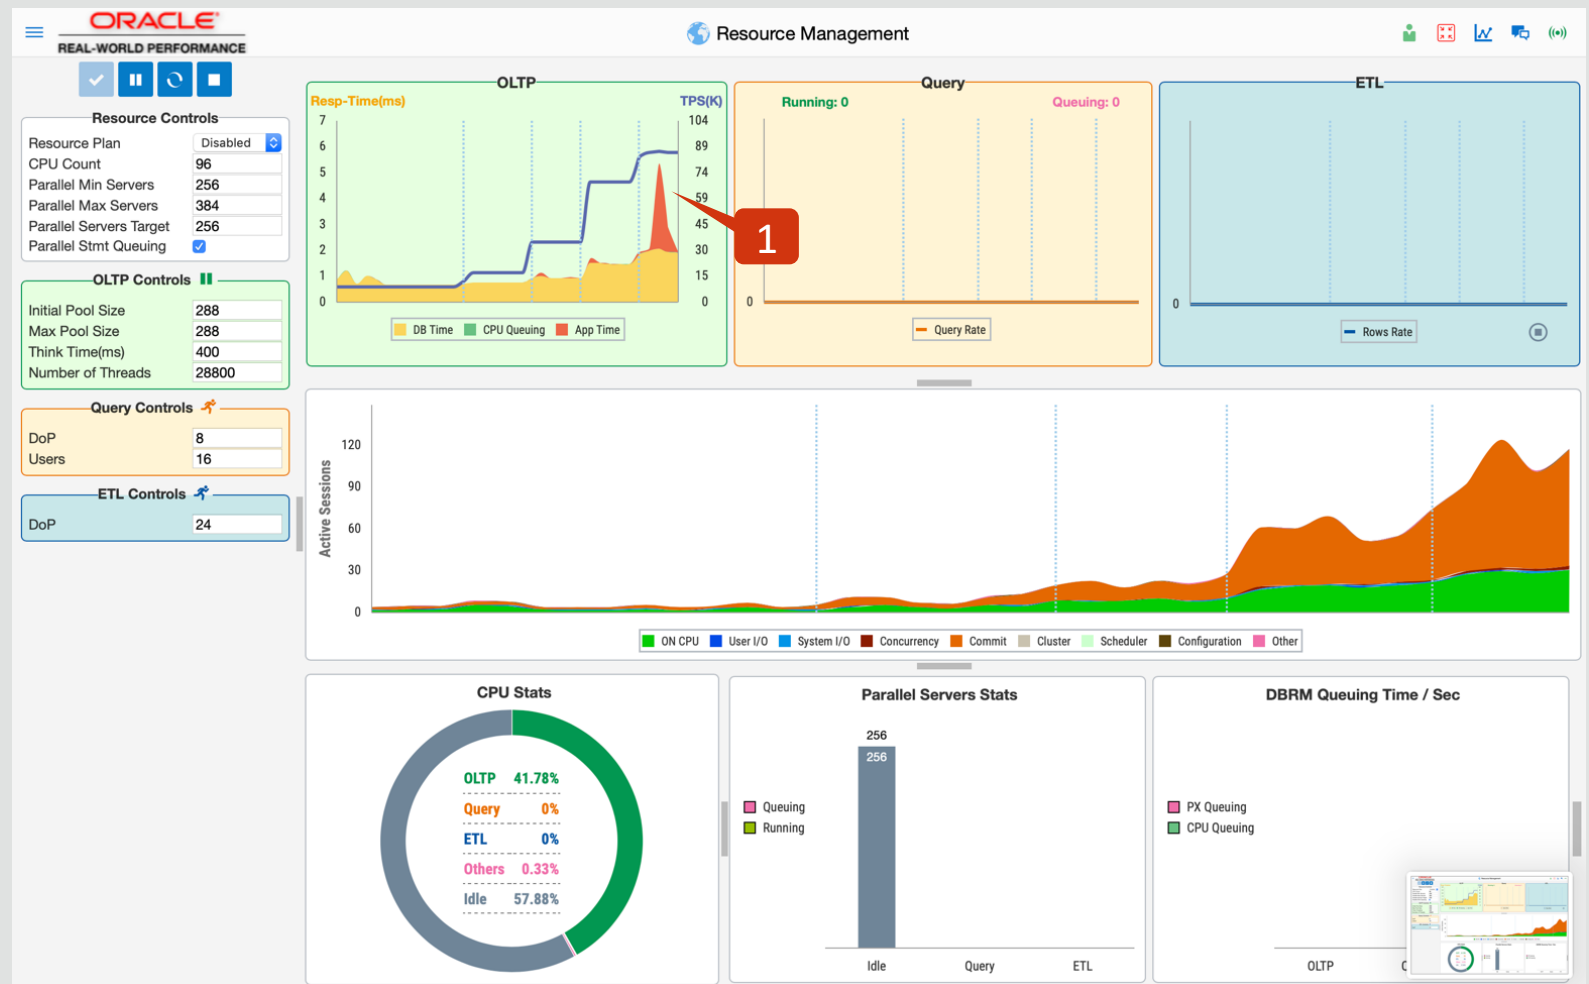 ORACLE
REAL-WORLD PERFORMANCE
Resource Management
Resource Controls
Resource Plan Disabled
CPU Count 96
Parallel Min Servers 256
Parallel Max Servers 384
Parallel Servers Target 256
Parallel Stmt Queuing
OLTP Controls
Initial Pool Size 288
Max Pool Size 288
Think Time(ms) 400
Number of Threads 28800
Query Controls
DoP 8
Users 16
ETL Controls
DoP 24
OLTP
Resp-Time(ms) TPS(K)
7 104
6 89
5 74
4 59
3 45
2 30
1 15
0 0
DB Time CPU Queuing App Time
1
Query
Running: 0 Queuing: 0
0
Query Rate
ETL
0
Rows Rate
Active Sessions
120
90
60
30
0
ON CPU User I/O System I/O Concurrency Commit Cluster Scheduler Configuration Other
CPU Stats
OLTP 41.78%
Query 0%
ETL 0%
Others 0.33%
Idle 57.88%
Parallel Servers Stats
256
256
Queuing
Running
Idle Query ETL
DBRM Queuing Time / Sec
PX Queuing
CPU Queuing
OLTP